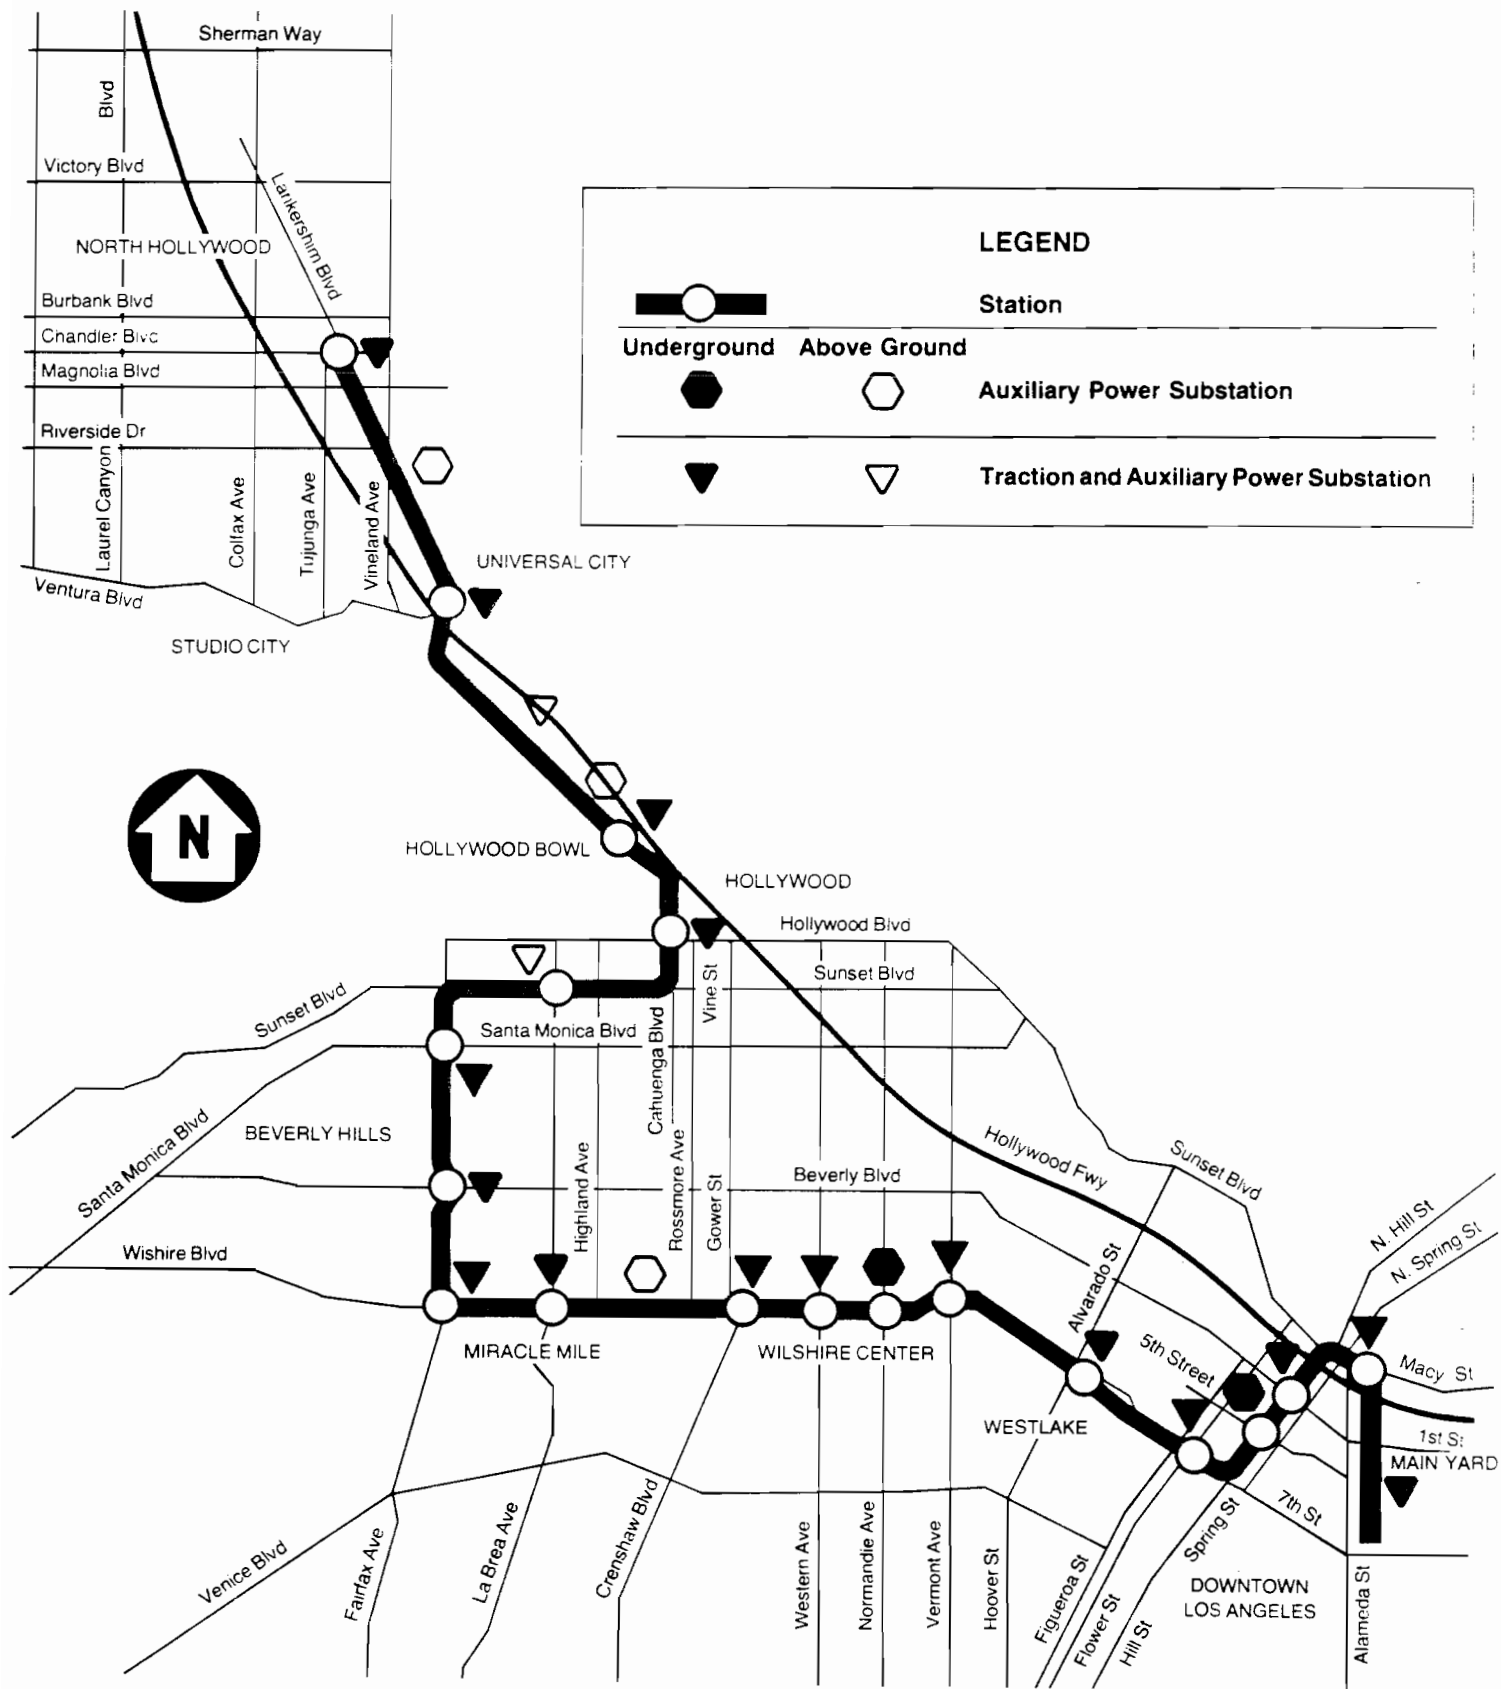 Sherman Way
Blvd
Victory Blvd
Lankershim Blvd
NORTH HOLLYWOOD
LEGEND
Station
Underground Above Ground
Auxiliary Power Substation
Traction and Auxiliary Power Substation
Burbank Blvd
Chandler Blvd
Magnolia Blvd
Riverside Dr
Laurel Canyon
Colfax Ave
Tujunga Ave
Vineland Ave
UNIVERSAL CITY
Ventura Blvd
STUDIO CITY
N
HOLLYWOOD BOWL
HOLLYWOOD
Hollywood Blvd
Sunset Blvd
Sunset Blvd
Vine St
Santa Monica Blvd
Cahuenga Blvd
Santa Monica Blvd
BEVERLY HILLS
Highland Ave
Rossmore Ave
Gower St
Beverly Blvd
Hollywood Fwy
Sunset Blvd
N. Hill St
N. Spring St
Wishire Blvd
Alvarado St
5th Street
MIRACLE MILE
WILSHIRE CENTER
Macy St
WESTLAKE
1st St
MAIN YARD
7th St
Spring St
Venice Blvd
Fairfax Ave
La Brea Ave
Crenshaw Blvd
Western Ave
Normandie Ave
Vermont Ave
Hoover St
Figueroa St
Flower St
Hill St
DOWNTOWN
LOS ANGELES
Alameda St